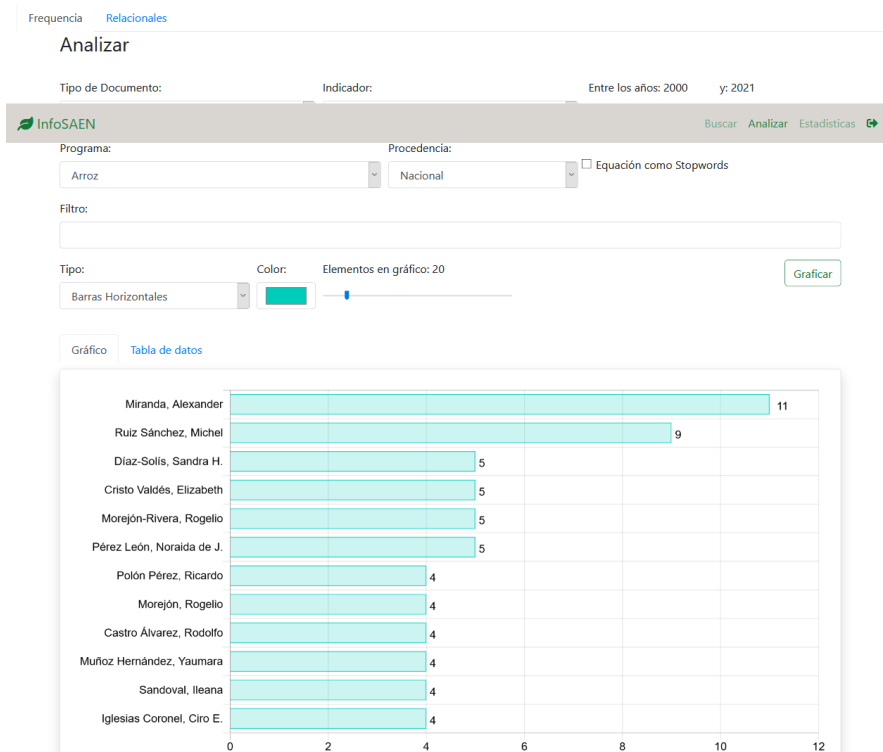 Frequencia Relacionales
Analizar
Tipo de Documento: Indicador: Entre los años: 2000 y: 2021
InfoSAEN Buscar Analizar Estadisticas
Programa: Procedencia:
Arroz Nacional Equación como Stopwords
Filtro:
Tipo: Color: Elementos en gráfico: 20
Barras Horizontales Graficar
Gráfico Tabla de datos
Miranda, Alexander 11
Ruiz Sánchez, Michel 9
Díaz-Solís, Sandra H. 5
Cristo Valdés, Elizabeth 5
Morejón-Rivera, Rogelio 5
Pérez León, Noraida de J. 5
Polón Pérez, Ricardo 4
Morejón, Rogelio 4
Castro Álvarez, Rodolfo 4
Muñoz Hernández, Yaumara 4
Sandoval, Ileana 4
Iglesias Coronel, Ciro E. 4
0 2 4 6 8 10 12